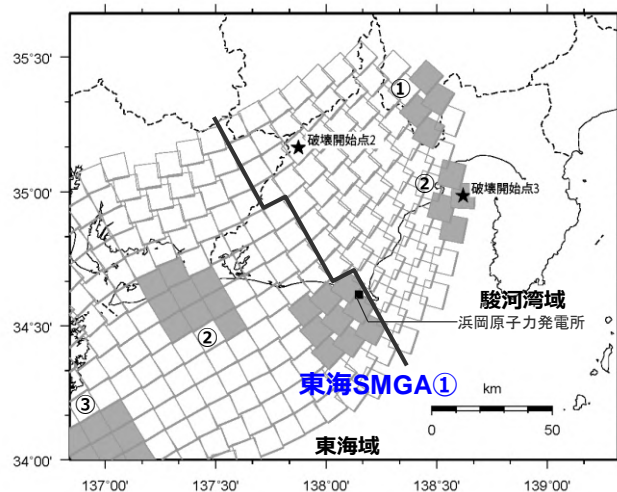 35°30'
①
破壊開始点2
35°00'
②
破壊開始点3
駿河湾域
34°30'
浜岡原子力発電所
②
東海SMGA①
③
km
東海域
0
50
34°00'
137°00'
137°30'
138°00'
138°30'
139°00'